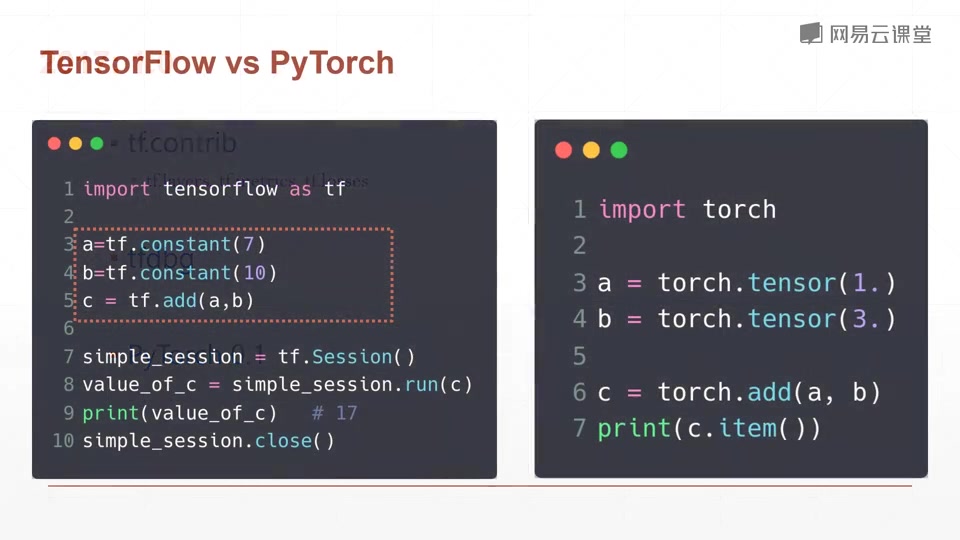 网易云课堂
TensorFlow vs PyTorch
tf.contrib
1 import tensorflow as tf
2
3 a=tf.constant(7)
4 b=tf.constant(10)
5 c = tf.add(a,b)
6
7 simple_session = tf.Session()
8 value_of_c = simple_session.run(c)
9 print(value_of_c)   # 17
10 simple_session.close()
1 import torch
2
3 a = torch.tensor(1.)
4 b = torch.tensor(3.)
5
6 c = torch.add(a, b)
7 print(c.item())